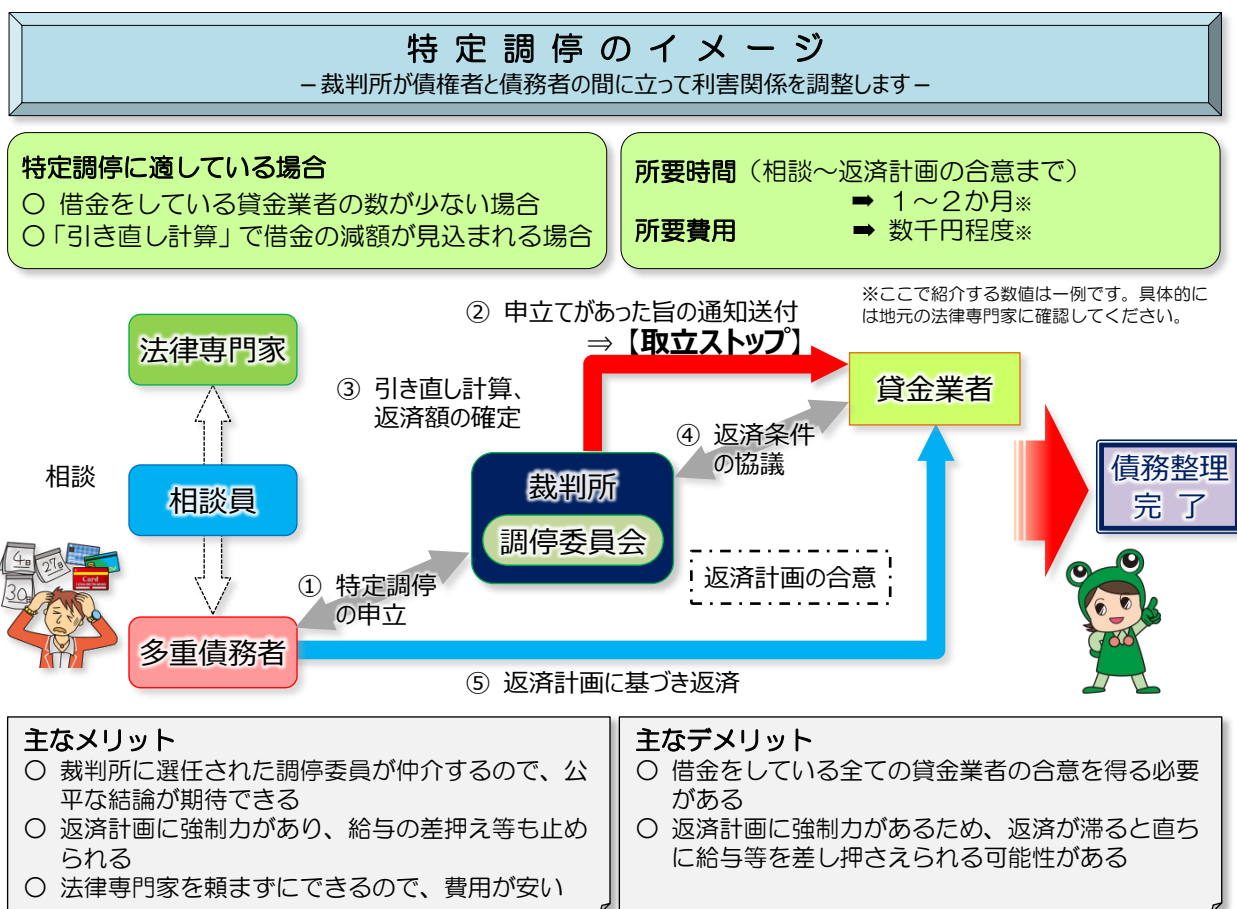 特定調停のイメージ
－裁判所が債権者と債務者の間に立って利害関係を調整します－
特定調停に適している場合
○ 借金をしている貸金業者の数が少ない場合
○「引き直し計算」で借金の減額が見込まれる場合
所要時間（相談～返済計画の合意まで）
➡ １～２か月※
所要費用 ➡ 数千円程度※
※ここで紹介する数値は一例です。具体的に
は地元の法律専門家に確認してください。
② 申立てがあった旨の通知送付
⇒【取立ストップ】
法律専門家
③ 引き直し計算、
返済額の確定
貸金業者
④ 返済条件
の協議
相談
相談員
裁判所
調停委員会
債務整理
完了
返済計画の合意
4日
27日
30日
Card
① 特定調停
の申立
多重債務者
⑤ 返済計画に基づき返済
主なメリット
○ 裁判所に選任された調停委員が仲介するので、公
平な結論が期待できる
○ 返済計画に強制力があり、給与の差押え等も止め
られる
○ 法律専門家を頼まずにできるので、費用が安い
主なデメリット
○ 借金をしている全ての貸金業者の合意を得る必要
がある
○ 返済計画に強制力があるため、返済が滞ると直ち
に給与等を差し押さえられる可能性がある